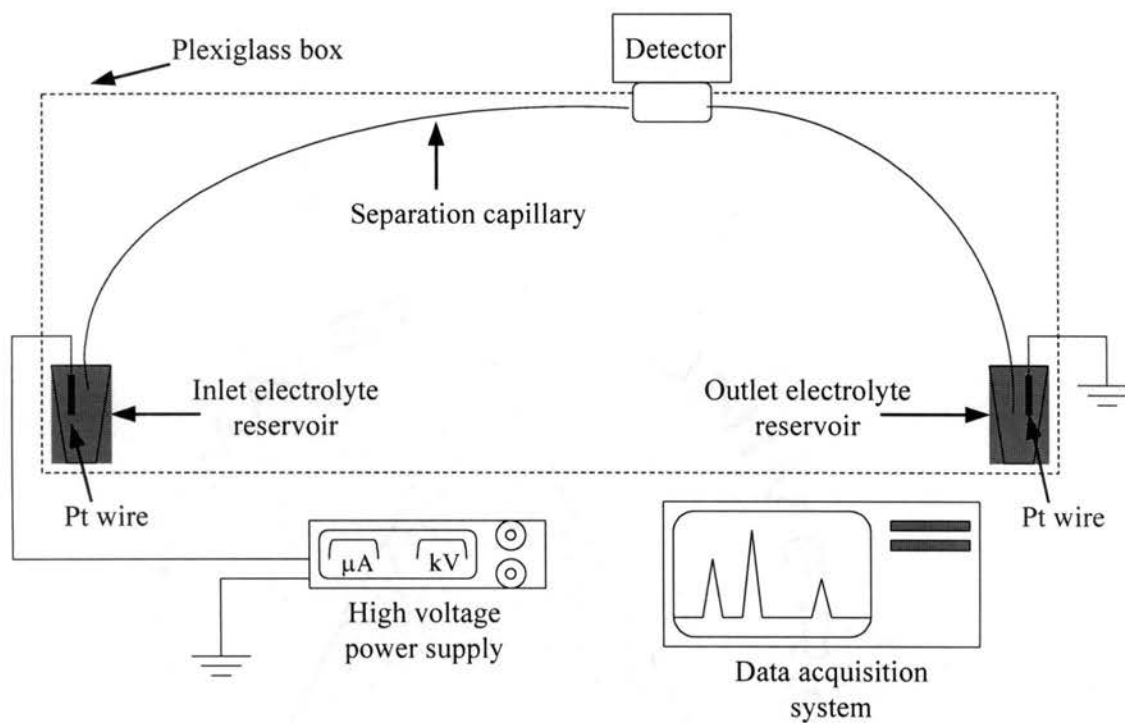 Plexiglass box
Detector
Separation capillary
Inlet electrolyte
reservoir
Outlet electrolyte
reservoir
Pt wire
Pt wire
µA
kV
High voltage
power supply
Data acquisition
system